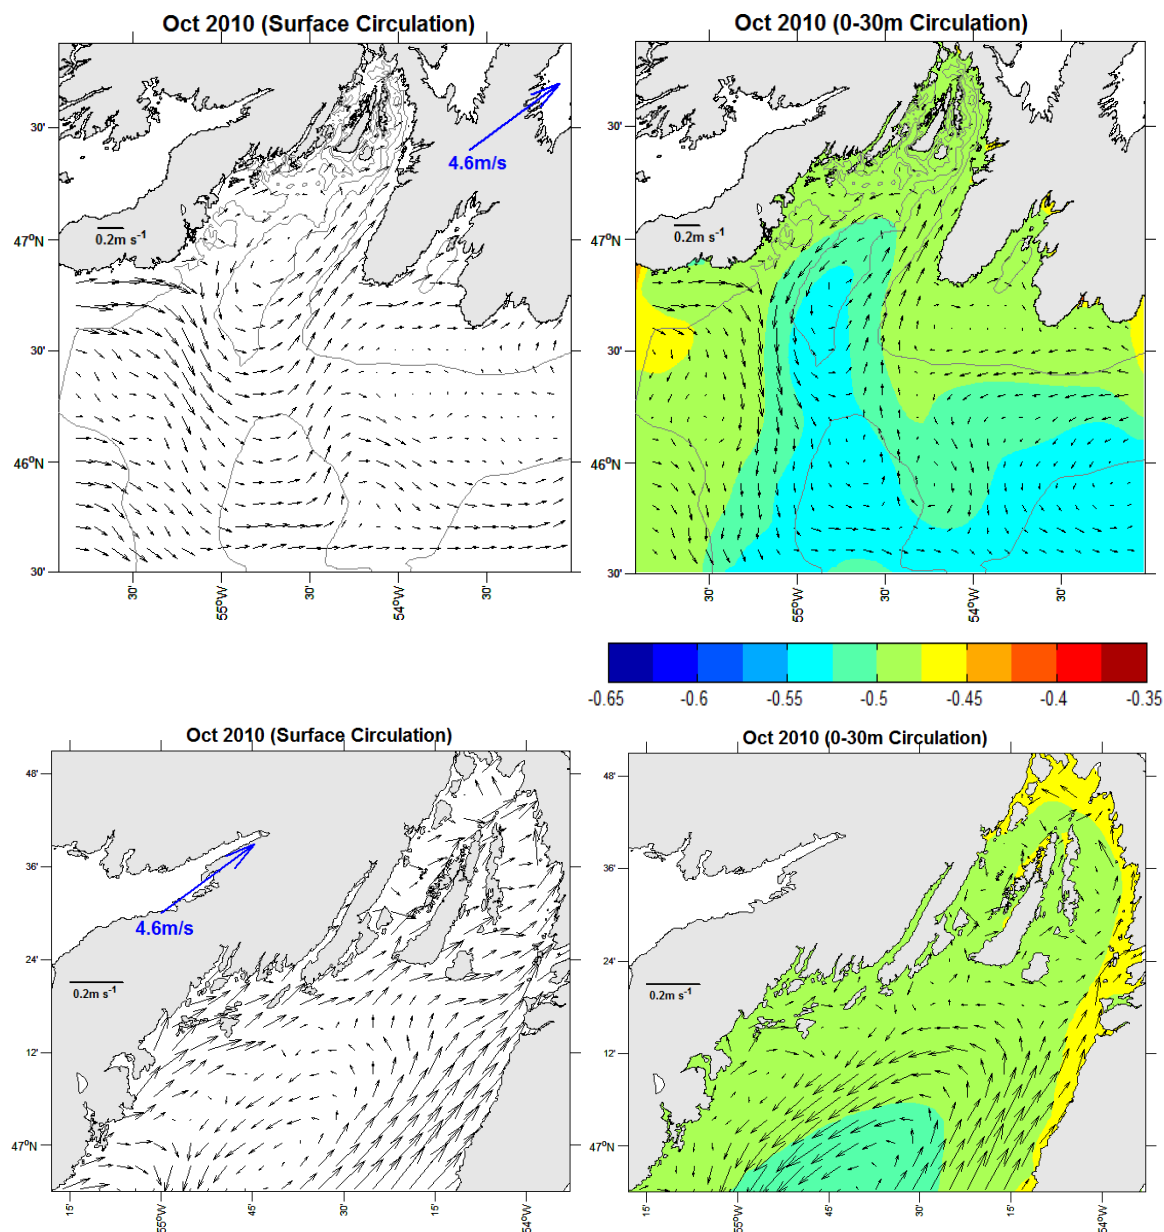 Oct 2010 (Surface Circulation)
30'
47°N
30'
46°N
30'
4.6m/s
0.2m s⁻¹
30'
55°W
30'
54°W
30'
Oct 2010 (0-30m Circulation)
30'
47°N
30'
46°N
30'
0.2m s⁻¹
30'
55°W
30'
54°W
30'
-0.65 -0.6 -0.55 -0.5 -0.45 -0.4 -0.35
Oct 2010 (Surface Circulation)
48'
36'
24'
12'
47°N
4.6m/s
0.2m s⁻¹
15'
55°W
45'
30'
15'
54°W
Oct 2010 (0-30m Circulation)
48'
36'
24'
12'
47°N
0.2m s⁻¹
15'
55°W
45'
30'
15'
54°W